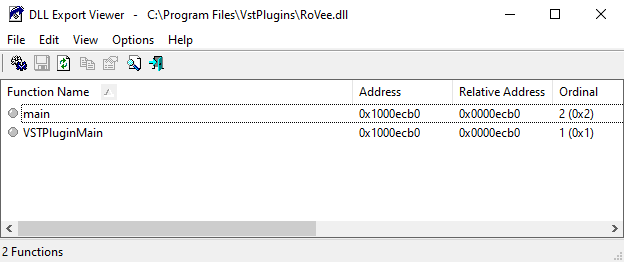 DLL Export Viewer - C:\Program Files\VstPlugins\RoVee.dll
File Edit View Options Help
Function Name Address Relative Address Ordinal
main 0x1000ecb0 0x0000ecb0 2 (0x2)
VSTPluginMain 0x1000ecb0 0x0000ecb0 1 (0x1)
2 Functions